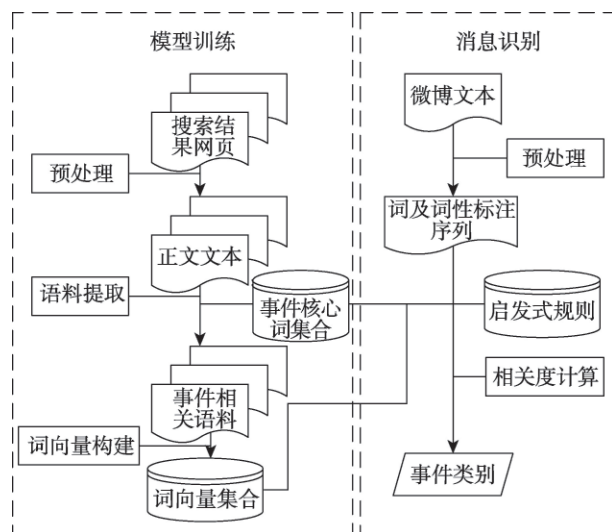 模型训练
搜索结
果网页
预处理
正文文本
语料提取
事件核心
词集合
事件相
关语料
词向量构建
词向量集合
消息识别
微博文本
预处理
词及词性标注
序列
启发式规则
相关度计算
事件类别